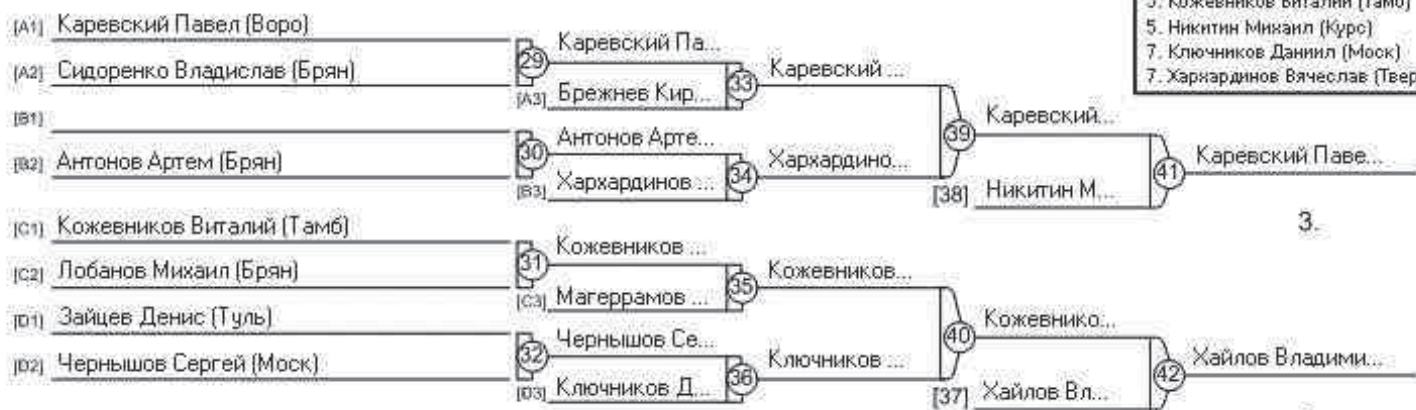 5. Кожевников Виталий (Тамб)
5. Никитин Михаил (Курс)
7. Ключников Даниил (Моск)
7. Хархардинов Вячеслав (Твер
[A1] Каревский Павел (Воро)
[A2] Сидоренко Владислав (Брян)
29
Каревский Па...
[A3] Брежнев Кир...
33
Каревский ...
[B1]
[B2] Антонов Артем (Брян)
30
Антонов Арте...
[B3] Хархардинов ...
34
Хархардино...
39
Каревский...
[38] Никитин М...
41
Каревский Паве...
3.
[C1] Кожевников Виталий (Тамб)
[C2] Лобанов Михаил (Брян)
31
Кожевников ...
[C3] Магеррамов ...
35
Кожевников...
[D1] Зайцев Денис (Туль)
[D2] Чернышов Сергей (Моск)
32
Чернышов Се...
[D3] Ключников Д...
36
Ключников ...
40
Кожевнико...
[37] Хайлов Вл...
42
Хайлов Владими...